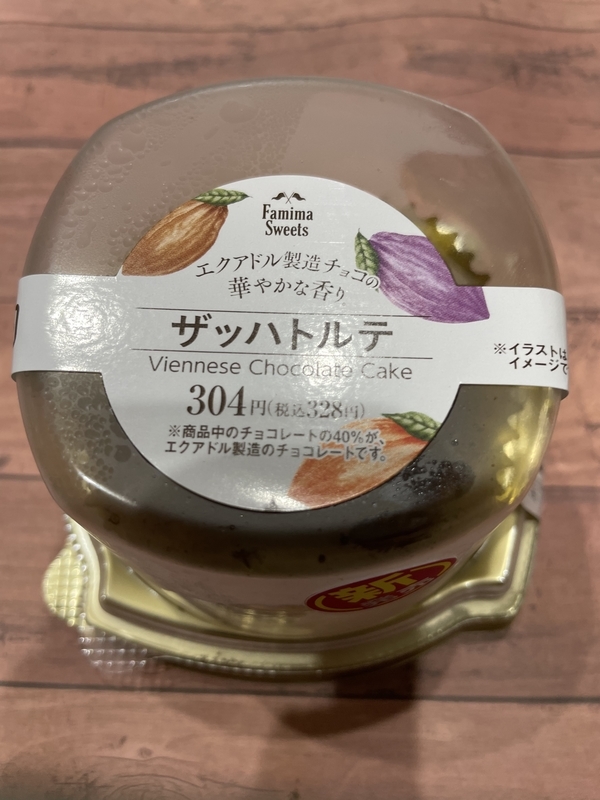 Famima
Sweets
エクアドル製造チョコの
華やかな香り
ザッハトルテ
Viennese Chocolate Cake
304円(税込328円)
※商品中のチョコレートの40%が、
エクアドル製造のチョコレートです。
※イラストは
イメージで
新